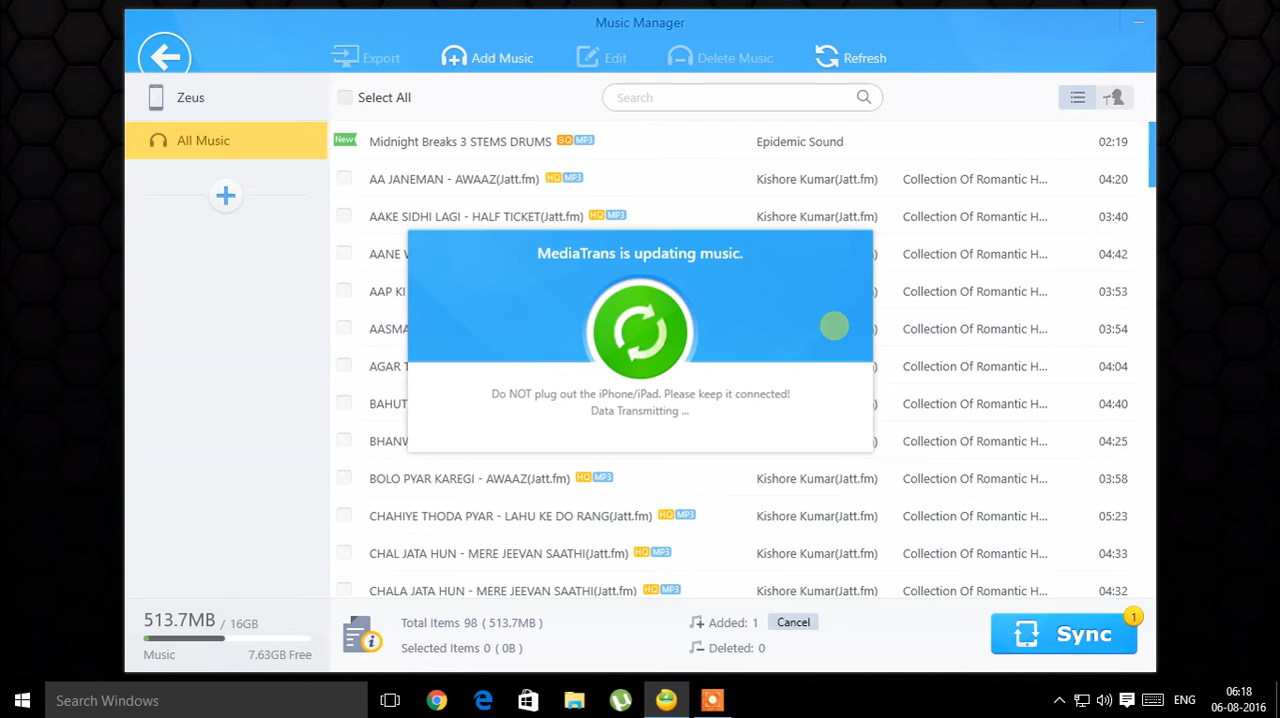 Music Manager
Export Add Music Edit Delete Music Refresh
Zeus Select All Search
All Music
New Midnight Breaks 3 STEMS DRUMS SQ MP3 Epidemic Sound 02:19
AA JANEMAN - AWAAZ(Jatt.fm) HQ MP3 Kishore Kumar(Jatt.fm) Collection Of Romantic H... 04:20
AAKE SIDHI LAGI - HALF TICKET(Jatt.fm) HQ MP3 Kishore Kumar(Jatt.fm) Collection Of Romantic H... 03:40
AANE Collection Of Romantic H... 04:42
AAP Collection Of Romantic H... 03:53
AASMA Collection Of Romantic H... 03:54
AGAR Collection Of Romantic H... 04:04
BAHUT Collection Of Romantic H... 04:40
BHANW Collection Of Romantic H... 04:25
MediaTrans is updating music.
Do NOT plug out the iPhone/iPad. Please keep it connected!
Data Transmitting ...
BOLO PYAR KAREGI - AWAAZ(Jatt.fm) HQ MP3 Kishore Kumar(Jatt.fm) Collection Of Romantic H... 03:58
CHAHIYE THODA PYAR - LAHU KE DO RANG(Jatt.fm) HQ MP3 Kishore Kumar(Jatt.fm) Collection Of Romantic H... 05:23
CHAL JATA HUN - MERE JEEVAN SAATHI(Jatt.fm) HQ MP3 Kishore Kumar(Jatt.fm) Collection Of Romantic H... 04:33
CHALA JATA HUN - MERE JEEVAN SAATHI(Jatt.fm) HQ MP3 Kishore Kumar(Jatt.fm) Collection Of Romantic H... 04:32
513.7MB / 16GB
Music 7.63GB Free
Total Items 98 ( 513.7MB )
Selected Items 0 ( 0B )
Added: 1 Cancel
Deleted: 0
Sync 1
Search Windows
ENG
06:18
06-08-2016